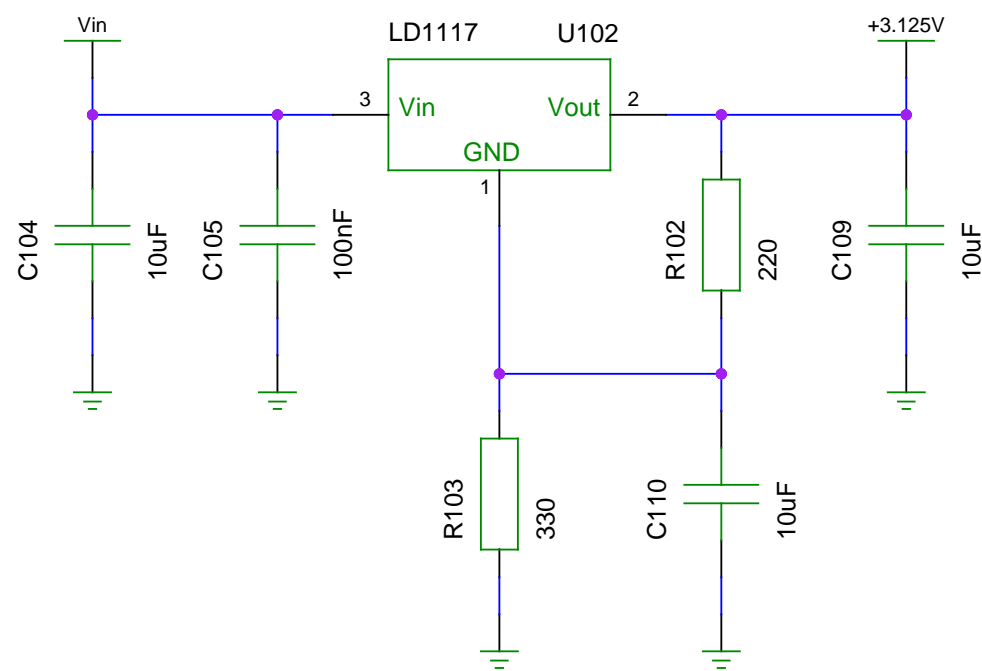 Vin
+3.125V
LD1117
U102
3
Vin
Vout
2
GND
1
C104
10uF
C105
100nF
R102
220
C109
10uF
R103
330
C110
10uF